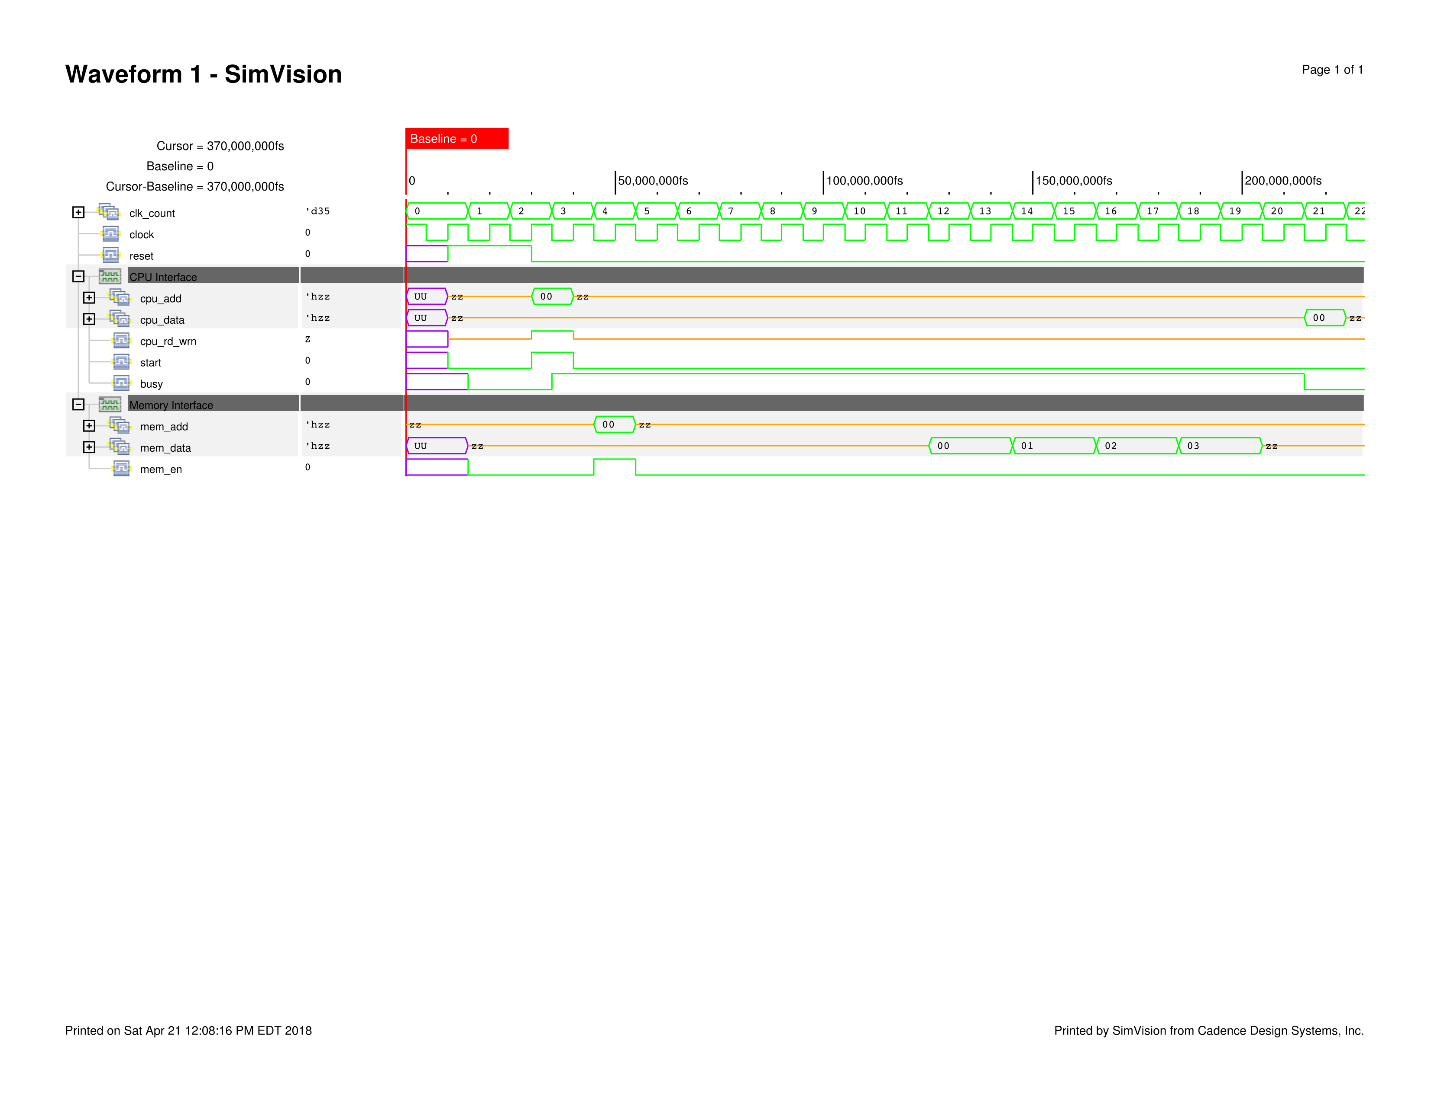 Waveform 1 - SimVision
Page 1 of 1
Baseline = 0
Cursor = 370,000,000fs
Baseline = 0
Cursor-Baseline = 370,000,000fs
0 50,000,000fs 100,000,000fs 150,000,000fs 200,000,000fs
clk_count 'd35 0 1 2 3 4 5 6 7 8 9 10 11 12 13 14 15 16 17 18 19 20 21 22
clock 0
reset 0
CPU Interface
cpu_add 'hzz UU zz 00 zz
cpu_data 'hzz UU zz 00 zz
cpu_rd_wrn z
start 0
busy 0
Memory Interface
mem_add 'hzz zz 00 zz
mem_data 'hzz UU zz 00 01 02 03 zz
mem_en 0
Printed on Sat Apr 21 12:08:16 PM EDT 2018
Printed by SimVision from Cadence Design Systems, Inc.